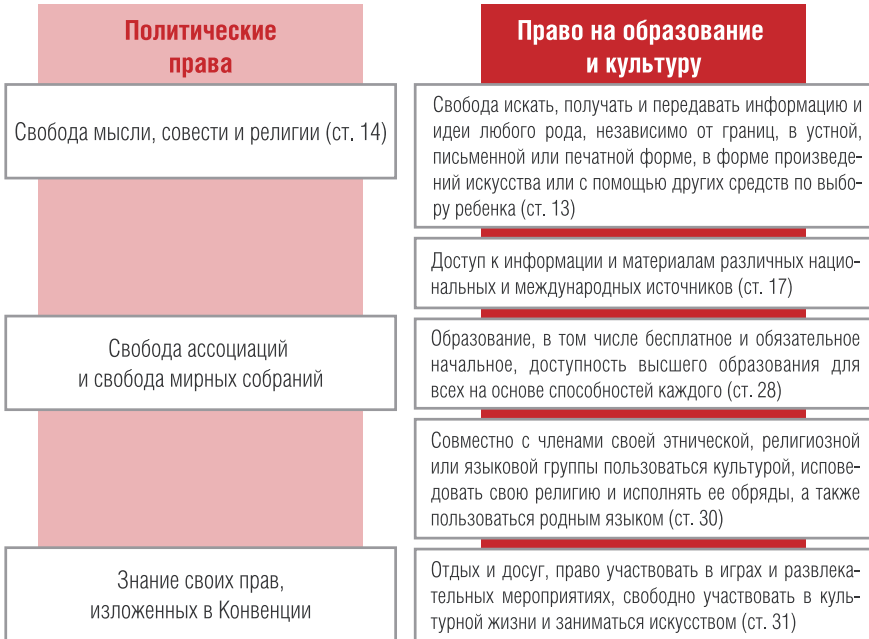 Политические
права
Свобода мысли, совести и религии (ст. 14)
Свобода ассоциаций
и свобода мирных собраний
Знание своих прав,
изложенных в Конвенции
Право на образование
и культуру
Свобода искать, получать и передавать информацию и
идеи любого рода, независимо от границ, в устной,
письменной или печатной форме, в форме произведе-
ний искусства или с помощью других средств по выбо-
ру ребенка (ст. 13)
Доступ к информации и материалам различных нацио-
нальных и международных источников (ст. 17)
Образование, в том числе бесплатное и обязательное
начальное, доступность высшего образования для
всех на основе способностей каждого (ст. 28)
Совместно с членами своей этнической, религиозной
или языковой группы пользоваться культурой, испове-
довать свою религию и исполнять ее обряды, а также
пользоваться родным языком (ст. 30)
Отдых и досуг, право участвовать в играх и развлека-
тельных мероприятиях, свободно участвовать в куль-
турной жизни и заниматься искусством (ст. 31)